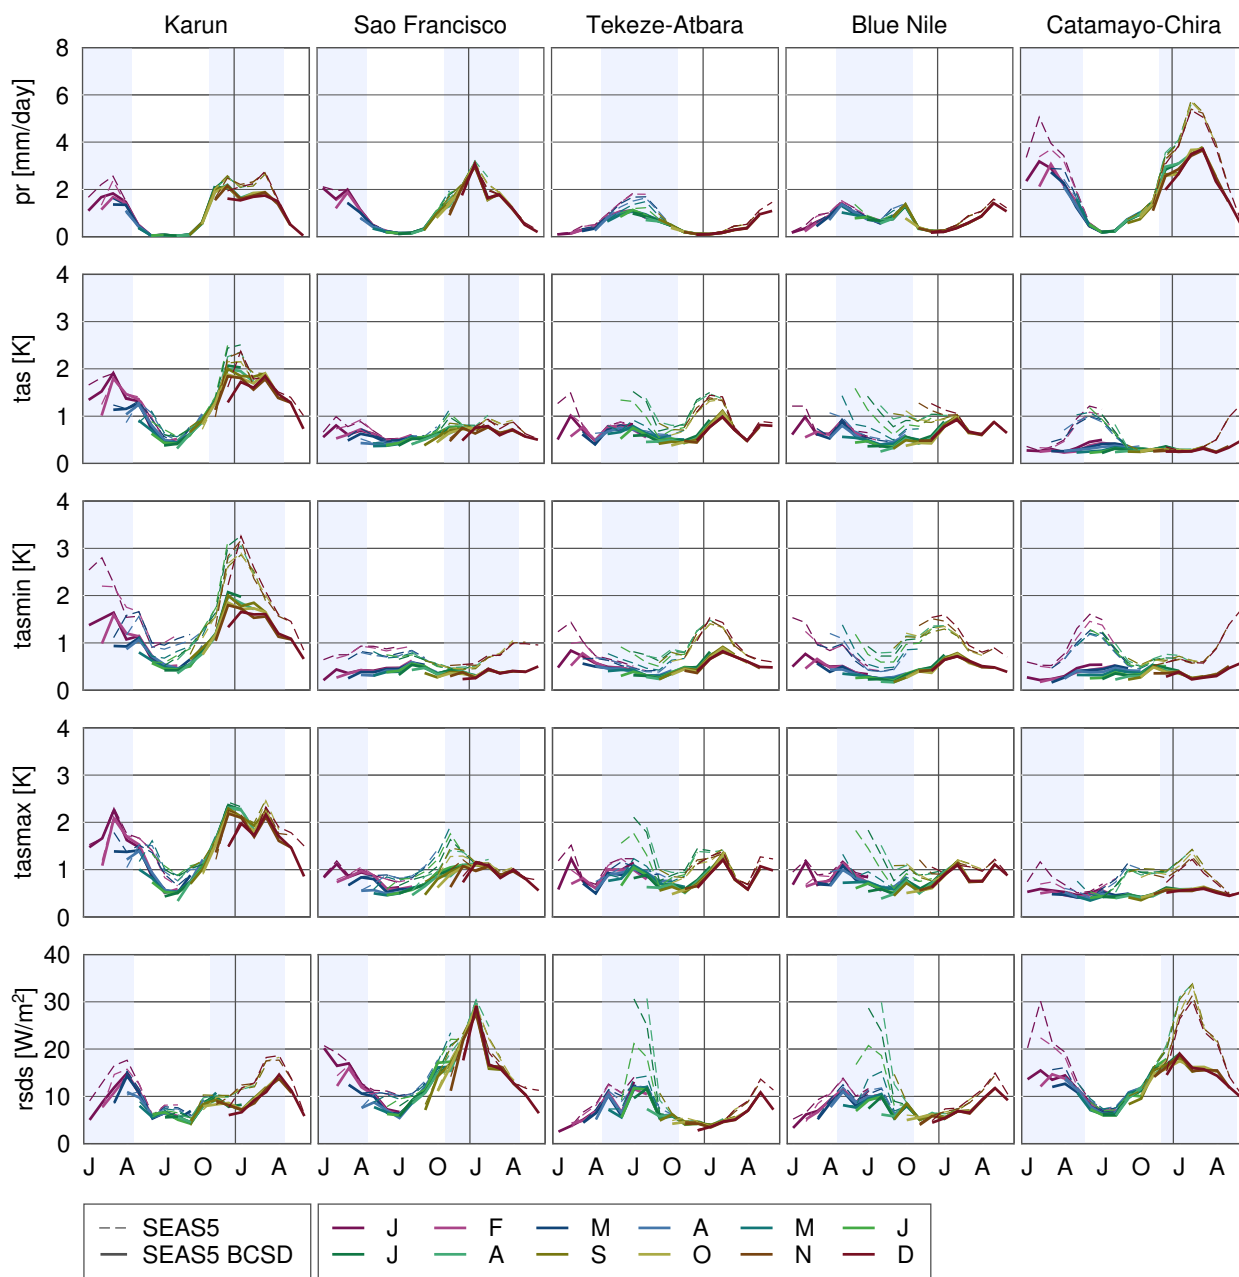 Karun Sao Francisco Tekeze-Atbara Blue Nile Catamayo-Chira
pr [mm/day]
8
6
4
2
0
tas [K]
4
3
2
1
0
tasmin [K]
4
3
2
1
0
tasmax [K]
4
3
2
1
0
rsds [W/m²]
40
30
20
10
0
J A J O J A J A J O J A J A J O J A J A J O J A J A J O J A
SEAS5 J F M A M J
SEAS5 BCSD J A S O N D